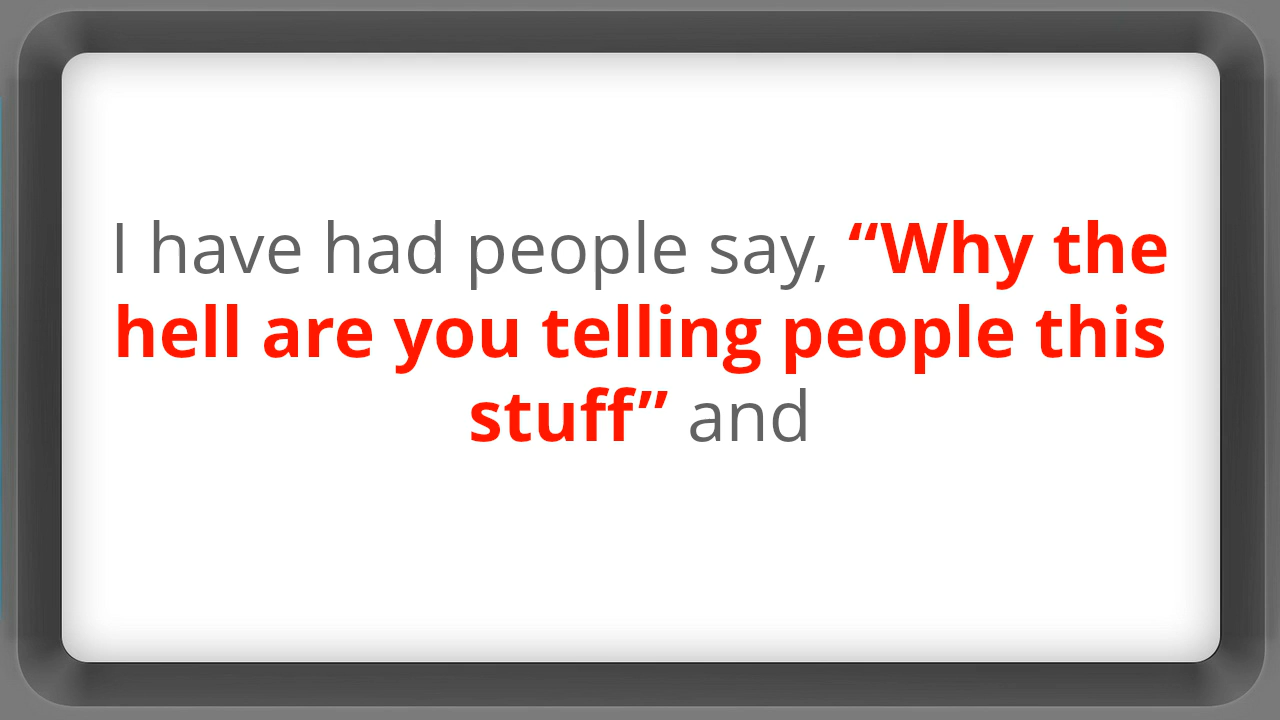 I have had people say, “Why the
hell are you telling people this
stuff” and